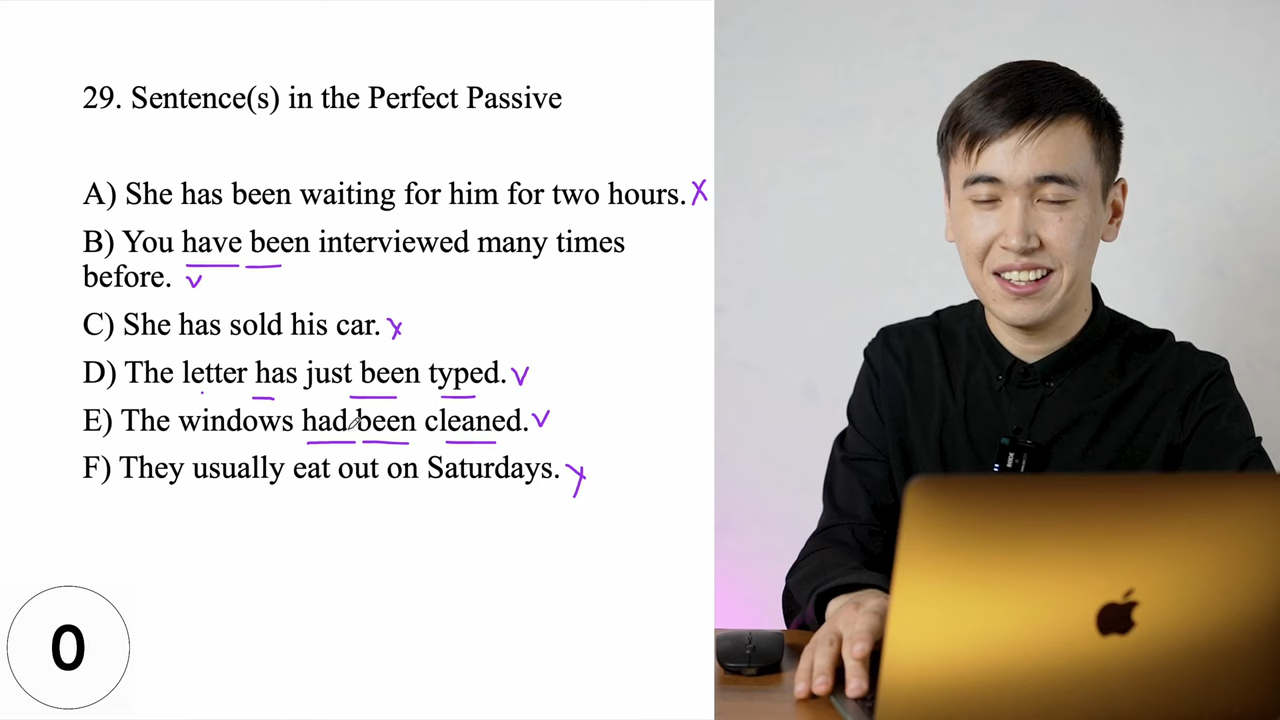 29. Sentence(s) in the Perfect Passive
A) She has been waiting for him for two hours. x
B) You have been interviewed many times
before. v
C) She has sold his car. x
D) The letter has just been typed. v
E) The windows had been cleaned. v
F) They usually eat out on Saturdays. x
0